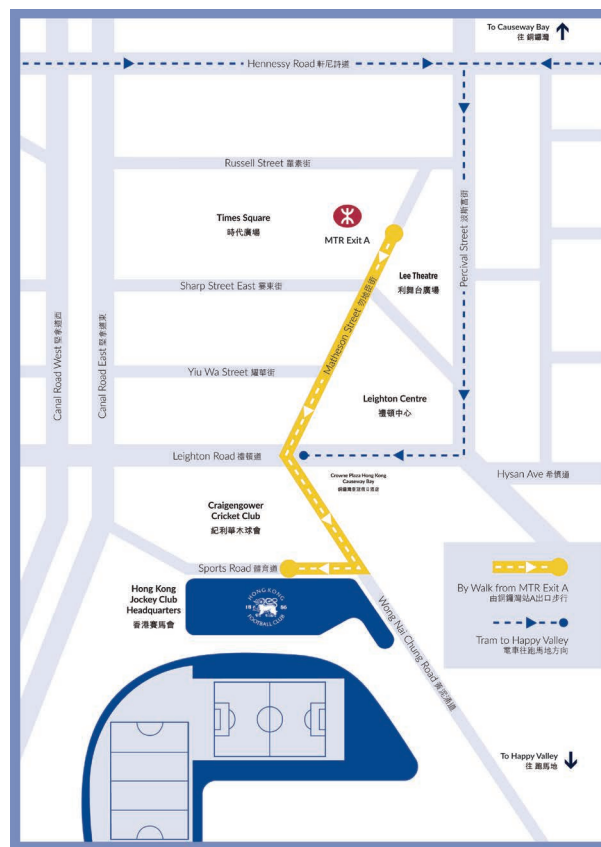 To Causeway Bay
往 銅鑼灣
Hennessy Road 軒尼詩道
Russell Street 羅素街
Times Square
時代廣場
MTR Exit A
Percival Street 波斯富街
Lee Theatre
利舞台廣場
Sharp Street East 霎東街
Matheson Street 勿地臣街
Canal Road West 堅拿道西
Canal Road East 堅拿道東
Yiu Wa Street 耀華街
Leighton Centre
禮頓中心
Leighton Road 禮頓道
Crowne Plaza Hong Kong
Causeway Bay
Hysan Ave 希慎道
Craigengower
Cricket Club
紀利華木球會
Sports Road 體育道
By Walk from MTR Exit A
由銅鑼灣站A出口步行
Hong Kong
Jockey Club
Headquarters
香港賽馬會
HONG KONG
18 86
FOOTBALL CLUB
Tram to Happy Valley
電車往跑馬地方向
Wong Nai Chung Road 黃泥涌道
To Happy Valley
往 跑馬地